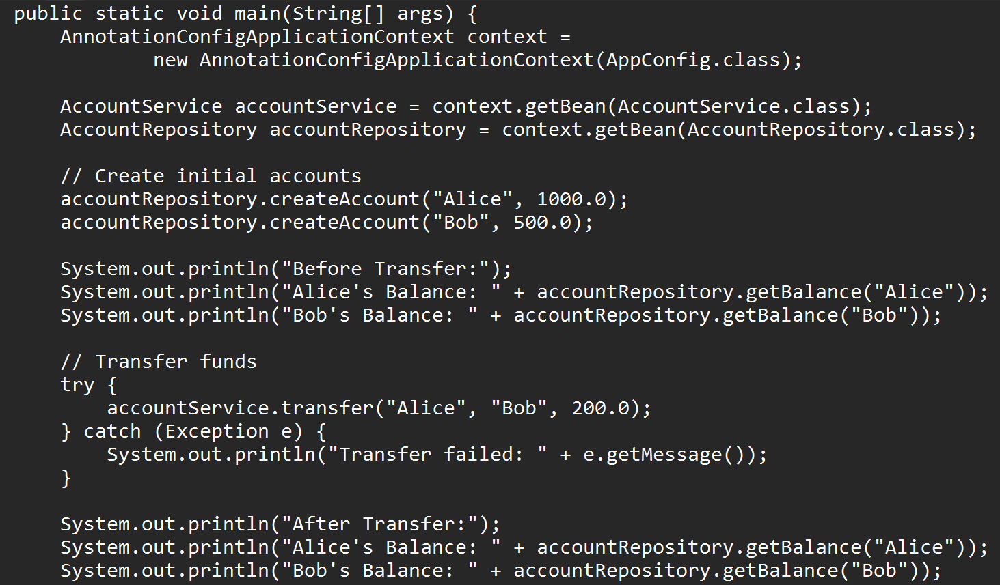 public static void main(String[] args) {
    AnnotationConfigApplicationContext context =
            new AnnotationConfigApplicationContext(AppConfig.class);

    AccountService accountService = context.getBean(AccountService.class);
    AccountRepository accountRepository = context.getBean(AccountRepository.class);

    // Create initial accounts
    accountRepository.createAccount("Alice", 1000.0);
    accountRepository.createAccount("Bob", 500.0);

    System.out.println("Before Transfer:");
    System.out.println("Alice's Balance: " + accountRepository.getBalance("Alice"));
    System.out.println("Bob's Balance: " + accountRepository.getBalance("Bob"));

    // Transfer funds
    try {
        accountService.transfer("Alice", "Bob", 200.0);
    } catch (Exception e) {
        System.out.println("Transfer failed: " + e.getMessage());
    }

    System.out.println("After Transfer:");
    System.out.println("Alice's Balance: " + accountRepository.getBalance("Alice"));
    System.out.println("Bob's Balance: " + accountRepository.getBalance("Bob"));